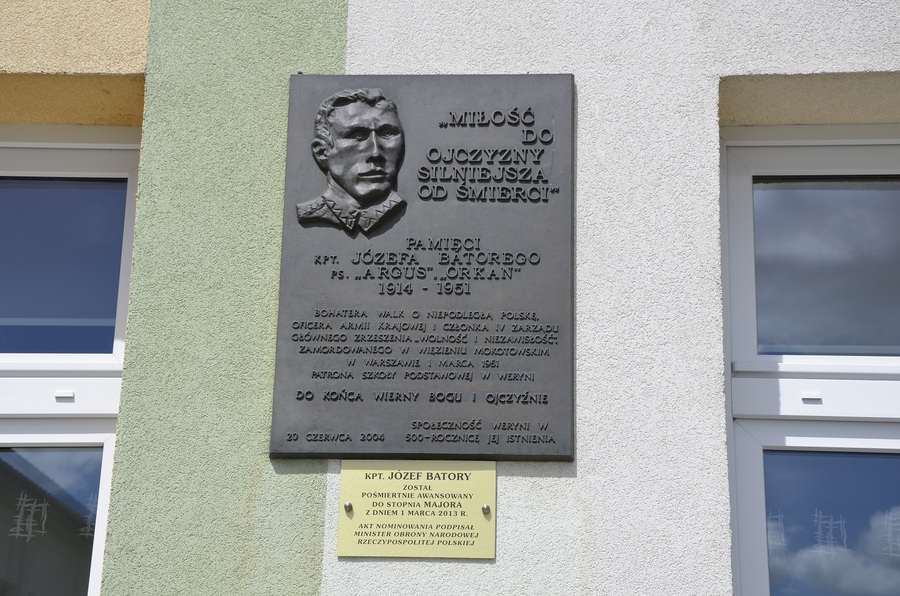 „MIŁOŚĆ
DO
OJCZYZNY
SILNIEJSZA
OD ŚMIERCI"
PAMIĘCI
KPT. JÓZEFA BATOREGO
PS. „ARGUS", „ORKAN"
1914 - 1951
BOHATERA WALK O NIEPODLEGŁĄ POLSKĘ,
OFICERA ARMII KRAJOWEJ I CZŁONKA IV ZARZĄDU
GŁÓWNEGO ZRZESZENIA „WOLNOŚĆ I NIEZAWISŁOŚĆ",
ZAMORDOWANEGO W WIĘZIENIU MOKOTOWSKIM
W WARSZAWIE 1 MARCA 1951
PATRONA SZKOŁY PODSTAWOWEJ W WERYNI
DO KOŃCA WIERNY BOGU I OJCZYŹNIE
SPOŁECZNOŚĆ WERYNI W
20 CZERWCA 2004 500-ROCZNICĘ JEJ ISTNIENIA
KPT. JÓZEF BATORY
ZOSTAŁ
POŚMIERTNIE AWANSOWANY
DO STOPNIA MAJORA
Z DNIEM 1 MARCA 2013 R.
AKT NOMINOWANIA PODPISAŁ
MINISTER OBRONY NARODOWEJ
RZECZYPOSPOLITEJ POLSKIEJ